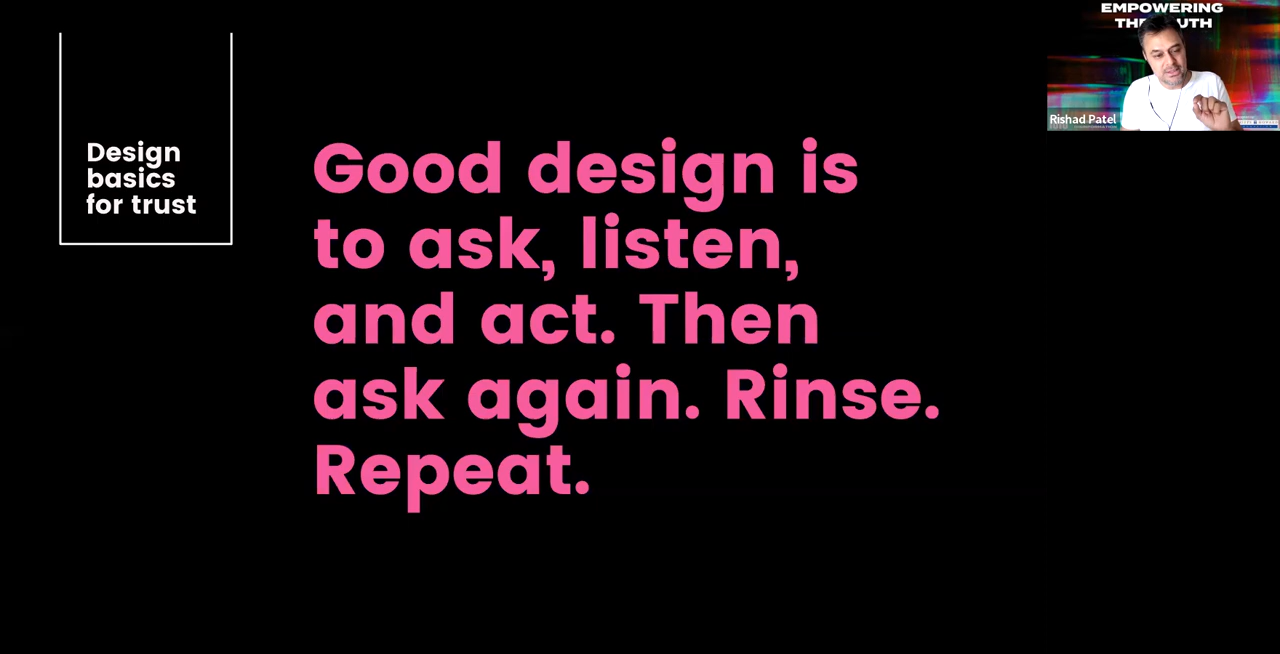 Design
basics
for trust
Good design is
to ask, listen,
and act. Then
ask again. Rinse.
Repeat.
EMPOWERING
Rishad Patel